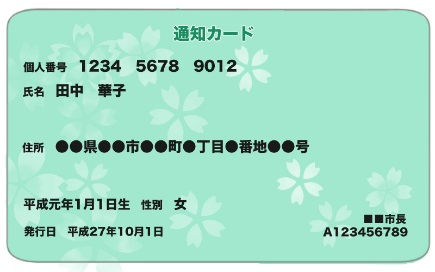 通知カード
個人番号 1234 5678 9012
氏名 田中 華子
住所 ●●県●●市●●町●丁目●番地●●号
平成元年1月1日生 性別 女
■■市長
発行日 平成27年10月1日 A123456789